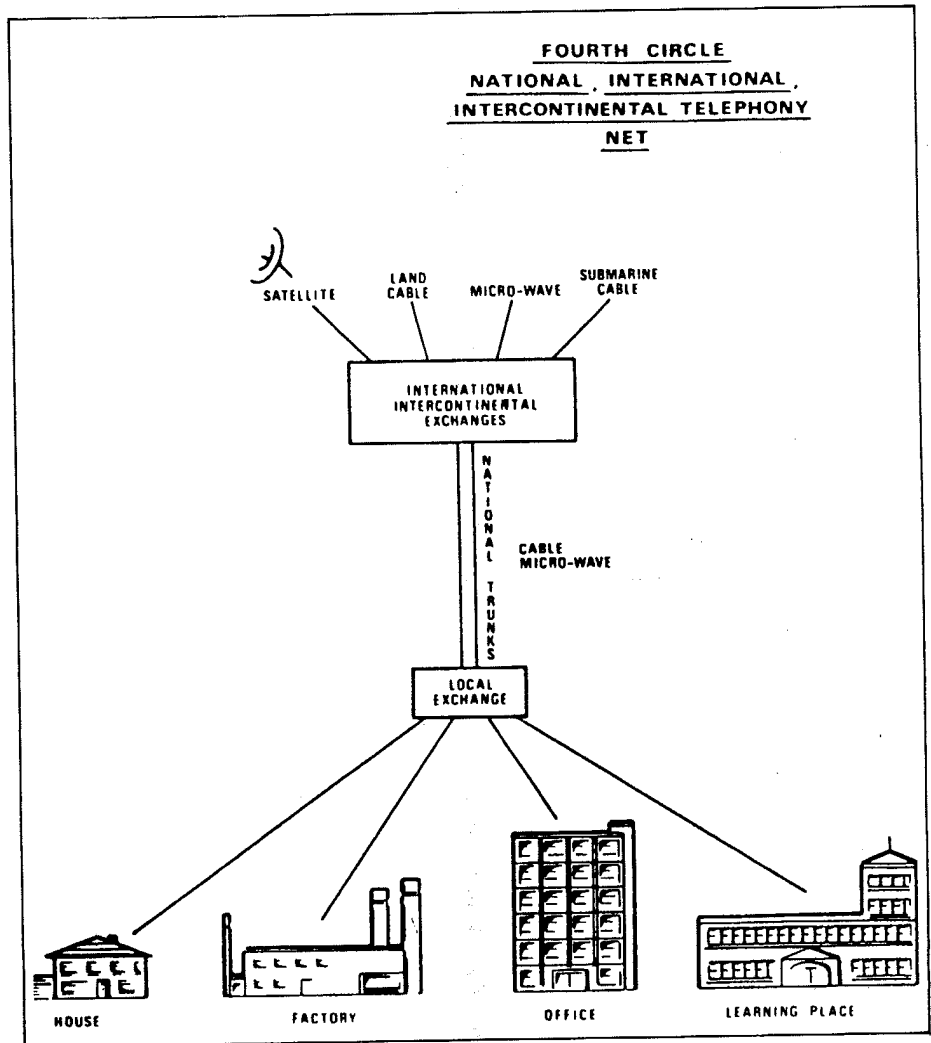 FOURTH CIRCLE
NATIONAL, INTERNATIONAL,
INTERCONTINENTAL TELEPHONY
NET
SATELLITE
LAND
CABLE
MICRO-WAVE
SUBMARINE
CABLE
INTERNATIONAL
INTERCONTINENTAL
EXCHANGES
NATIONAL TRUNKS
CABLE
MICRO-WAVE
LOCAL
EXCHANGE
HOUSE
FACTORY
OFFICE
LEARNING PLACE